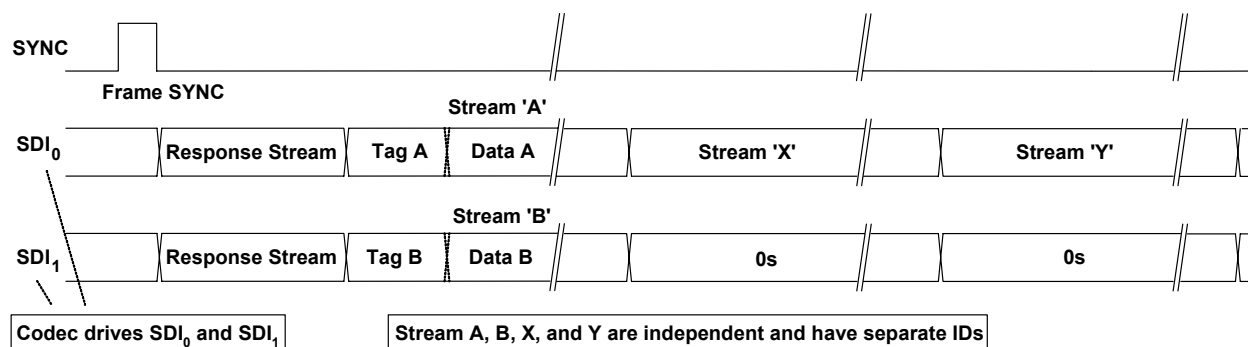 SYNC
Frame SYNC
Stream 'A'
SDI0 Response Stream Tag A Data A Stream 'X' Stream 'Y'
Stream 'B'
SDI1 Response Stream Tag B Data B 0s 0s
Codec drives SDI0 and SDI1 Stream A, B, X, and Y are independent and have separate IDs